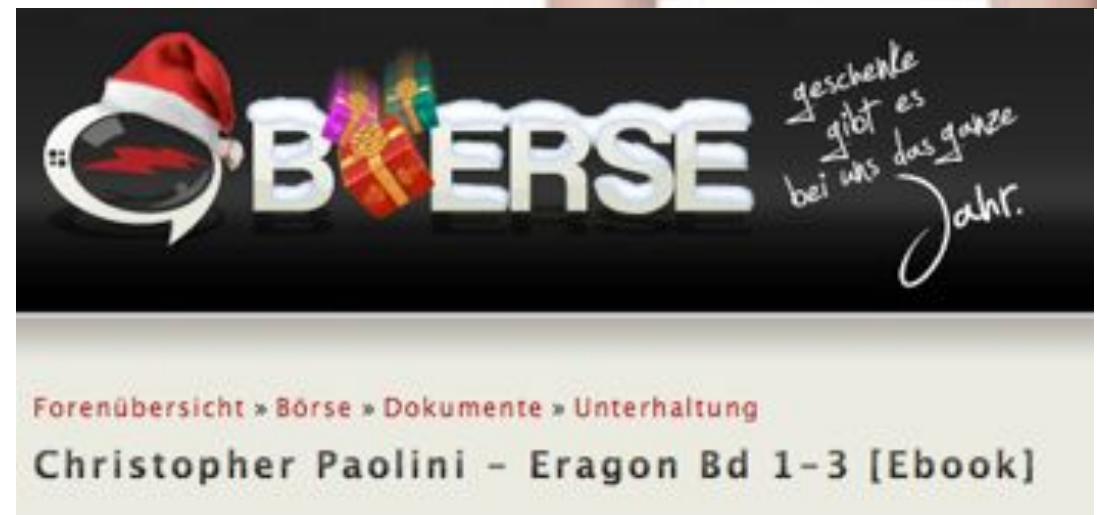 BOERSE
geschenke
gibt es
bei uns das ganze
Jahr.
Forenübersicht » Börse » Dokumente » Unterhaltung
Christopher Paolini - Eragon Bd 1-3 [Ebook]